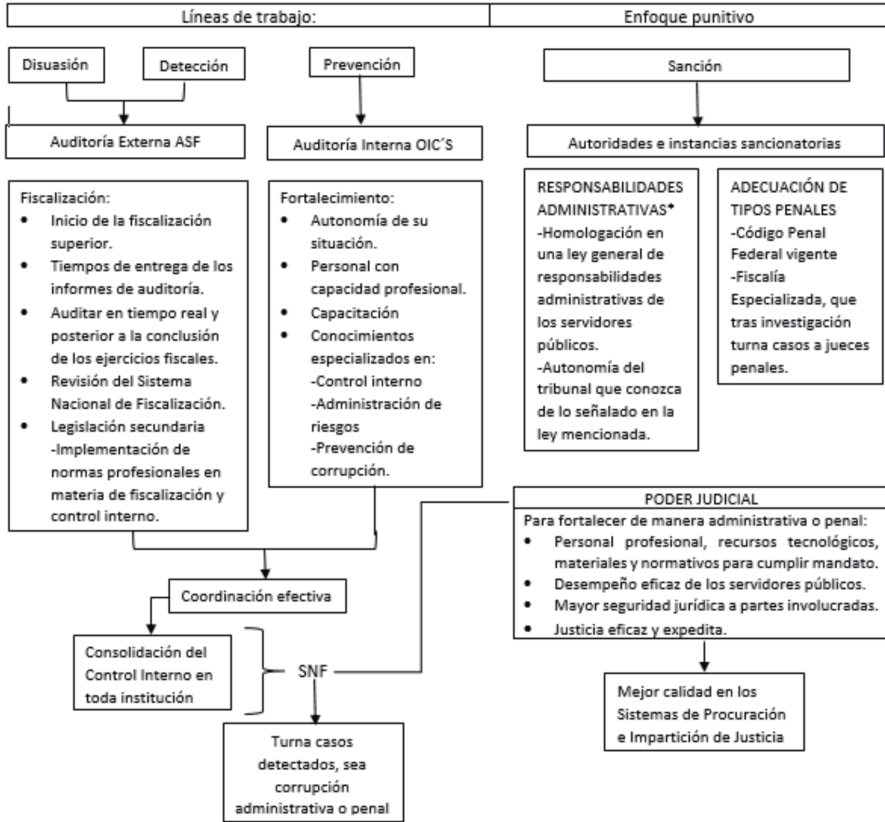 Líneas de trabajo:
Enfoque punitivo
Disuasión
Detección
Prevención
Sanción
Auditoría Externa ASF
Auditoría Interna OIC´S
Autoridades e instancias sancionatorias
Fiscalización:
• Inicio de la fiscalización
superior.
• Tiempos de entrega de los
informes de auditoría.
• Auditar en tiempo real y
posterior a la conclusión
de los ejercicios fiscales.
• Revisión del Sistema
Nacional de Fiscalización.
• Legislación secundaria
-Implementación de
normas profesionales en
materia de fiscalización y
control interno.
Fortalecimiento:
• Autonomía de su
situación.
• Personal con
capacidad profesional.
• Capacitación
• Conocimientos
especializados en:
-Control interno
-Administración de
riesgos
-Prevención de
corrupción.
RESPONSABILIDADES
ADMINISTRATIVAS*
-Homologación en
una ley general de
responsabilidades
administrativas de
los servidores
públicos.
-Autonomía del
tribunal que conozca
de lo señalado en la
ley mencionada.
ADECUACIÓN DE
TIPOS PENALES
-Código Penal
Federal vigente
-Fiscalía
Especializada, que
tras investigación
turna casos a jueces
penales.
PODER JUDICIAL
Para fortalecer de manera administrativa o penal:
• Personal profesional, recursos tecnológicos,
materiales y normativos para cumplir mandato.
• Desempeño eficaz de los servidores públicos.
• Mayor seguridad jurídica a partes involucradas.
• Justicia eficaz y expedita.
Coordinación efectiva
Consolidación del
Control Interno en
toda institución
SNF
Turna casos
detectados, sea
corrupción
administrativa o penal
Mejor calidad en los
Sistemas de Procuración
e Impartición de Justicia